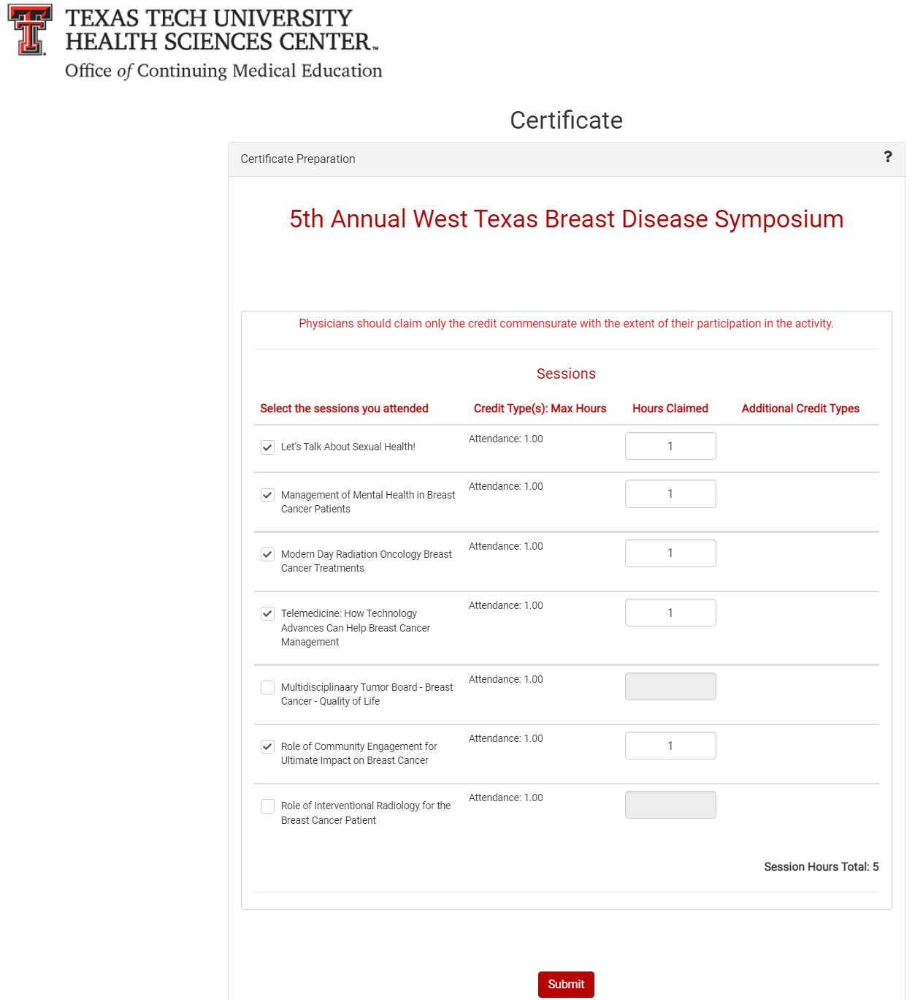 TEXAS TECH UNIVERSITY
HEALTH SCIENCES CENTER™
Office of Continuing Medical Education
Certificate
Certificate Preparation ?
5th Annual West Texas Breast Disease Symposium
Physicians should claim only the credit commensurate with the extent of their participation in the activity.
Sessions
Select the sessions you attended Credit Type(s): Max Hours Hours Claimed Additional Credit Types
Let's Talk About Sexual Health! Attendance: 1.00 1
Management of Mental Health in Breast Attendance: 1.00 1
Cancer Patients
Modern Day Radiation Oncology Breast Attendance: 1.00 1
Cancer Treatments
Telemedicine: How Technology Attendance: 1.00 1
Advances Can Help Breast Cancer
Management
Multidisciplinaary Tumor Board - Breast Attendance: 1.00
Cancer - Quality of Life
Role of Community Engagement for Attendance: 1.00 1
Ultimate Impact on Breast Cancer
Role of Interventional Radiology for the Attendance: 1.00
Breast Cancer Patient
Session Hours Total: 5
Submit